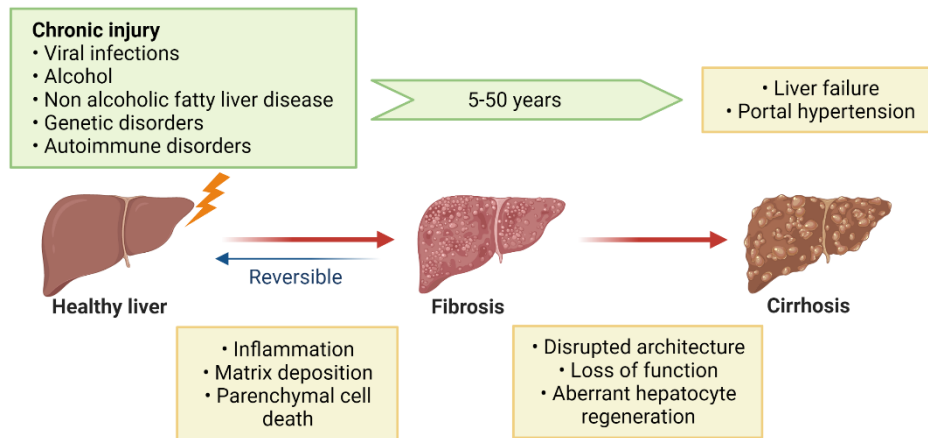 Chronic injury
• Viral infections
• Alcohol
• Non alcoholic fatty liver disease
• Genetic disorders
• Autoimmune disorders
5-50 years
• Liver failure
• Portal hypertension
Reversible
Healthy liver
Fibrosis
Cirrhosis
• Inflammation
• Matrix deposition
• Parenchymal cell
death
• Disrupted architecture
• Loss of function
• Aberrant hepatocyte
regeneration